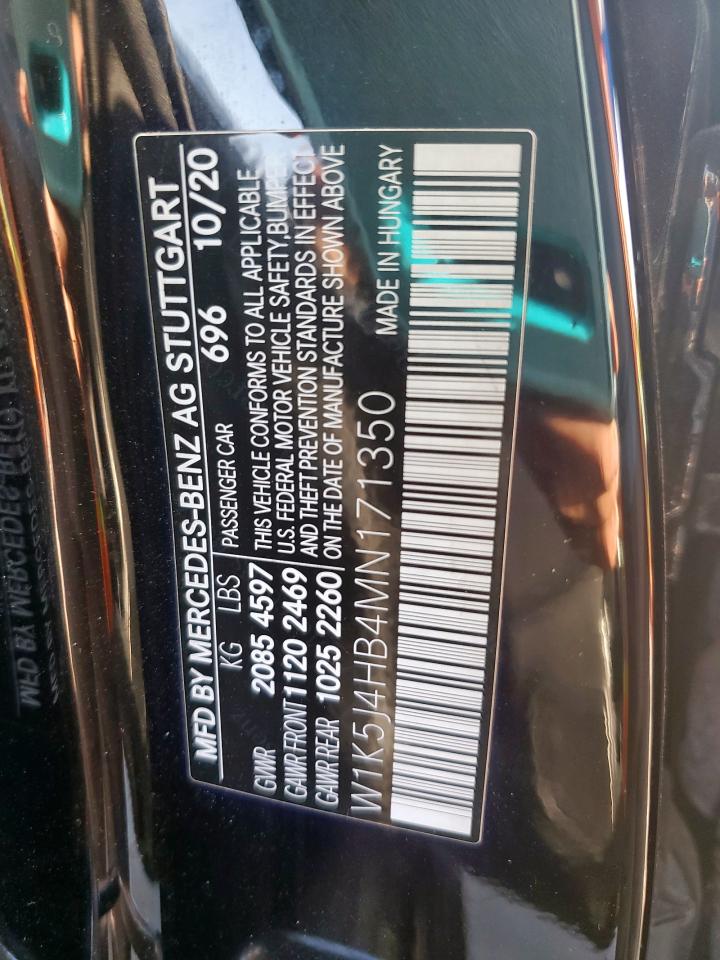 MFD BY MERCEDES-BENZ AG STUTTGART
KG LBS PASSENGER CAR 696 10/20
GVWR 2085 4597 THIS VEHICLE CONFORMS TO ALL APPLICABLE
GAWR FRONT 1120 2469 U.S. FEDERAL MOTOR VEHICLE SAFETY,BUMPER
GAWR REAR 1025 2260 AND THEFT PREVENTION STANDARDS IN EFFECT
ON THE DATE OF MANUFACTURE SHOWN ABOVE
W1K5J4HB4MN171350 MADE IN HUNGARY